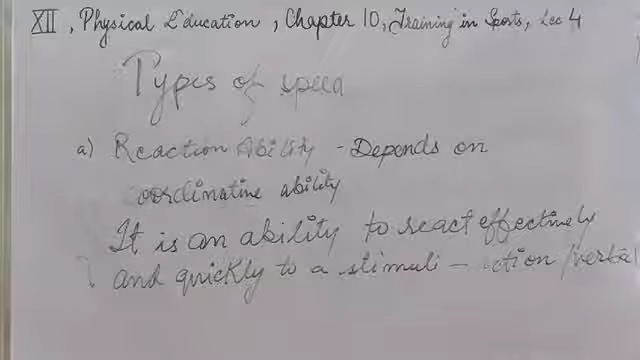 XII, Physical Education, Chapter 10, Training in Sports, Lec 4
Types of speed
a) Reaction Ability - Depends on
coordinative ability
It is an ability to react effectively
and quickly to a stimuli - action / verbal